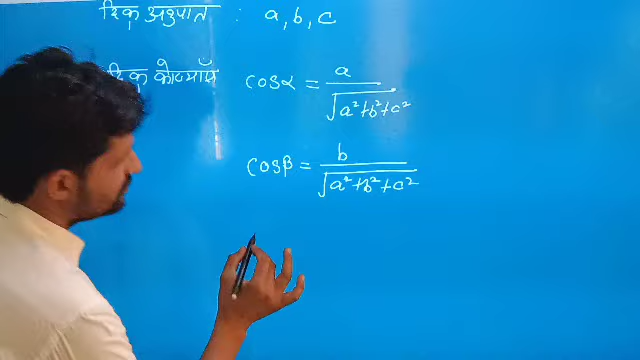 दिक् अनुपात : a, b, c
दिक् कोज्याएँ cosα = a / √a²+b²+c²
cosβ = b / √a²+b²+c²